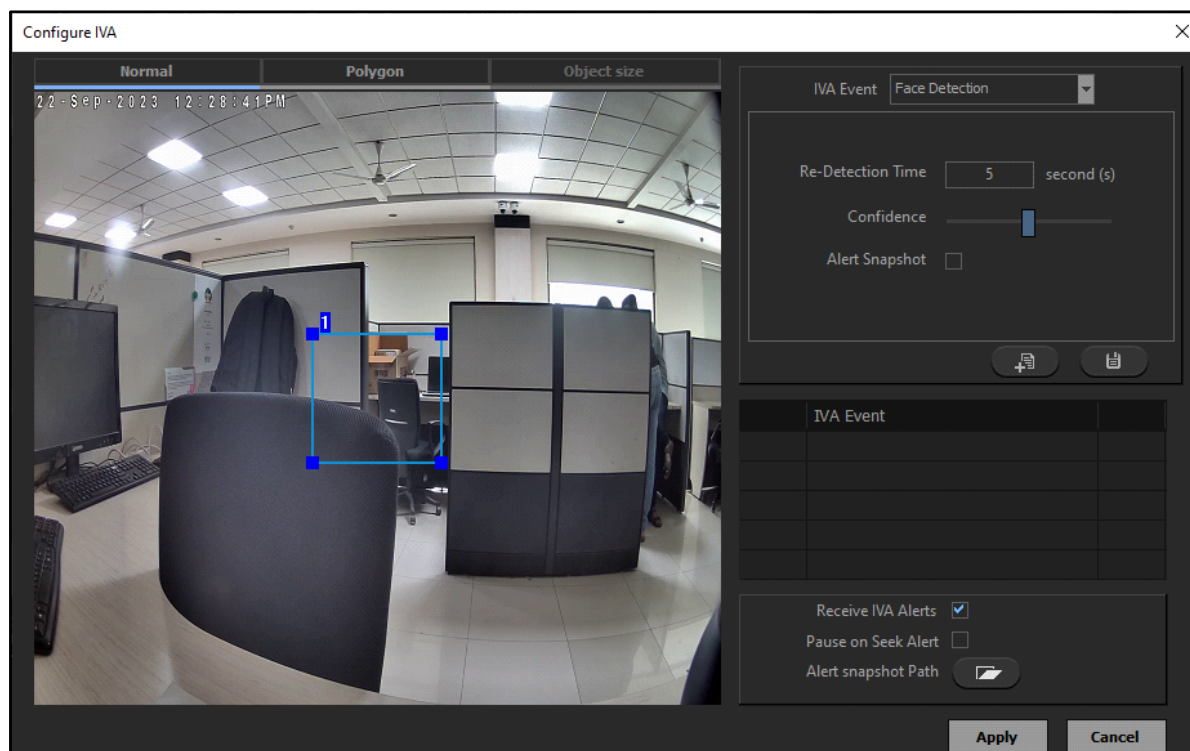 Configure IVA
Normal Polygon Object size
22-Sep-2023 12:28:41PM
1
IVA Event Face Detection
Re-Detection Time 5 second (s)
Confidence
Alert Snapshot
IVA Event
Receive IVA Alerts
Pause on Seek Alert
Alert snapshot Path
Apply Cancel